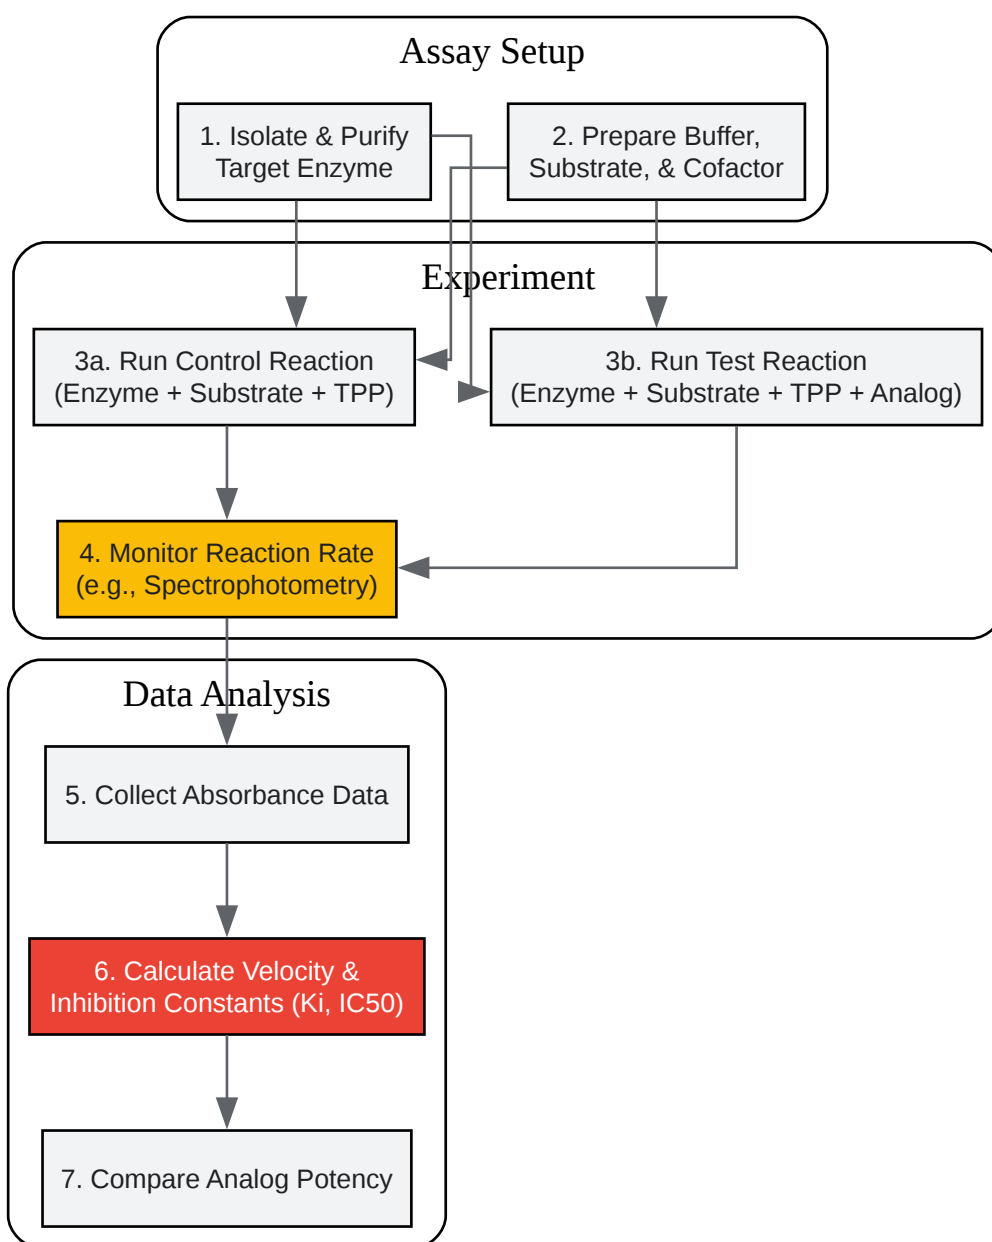 Assay Setup
1. Isolate & Purify
Target Enzyme
2. Prepare Buffer,
Substrate, & Cofactor
Experiment
3a. Run Control Reaction
(Enzyme + Substrate + TPP)
3b. Run Test Reaction
(Enzyme + Substrate + TPP + Analog)
4. Monitor Reaction Rate
(e.g., Spectrophotometry)
Data Analysis
5. Collect Absorbance Data
6. Calculate Velocity &
Inhibition Constants (Ki, IC50)
7. Compare Analog Potency